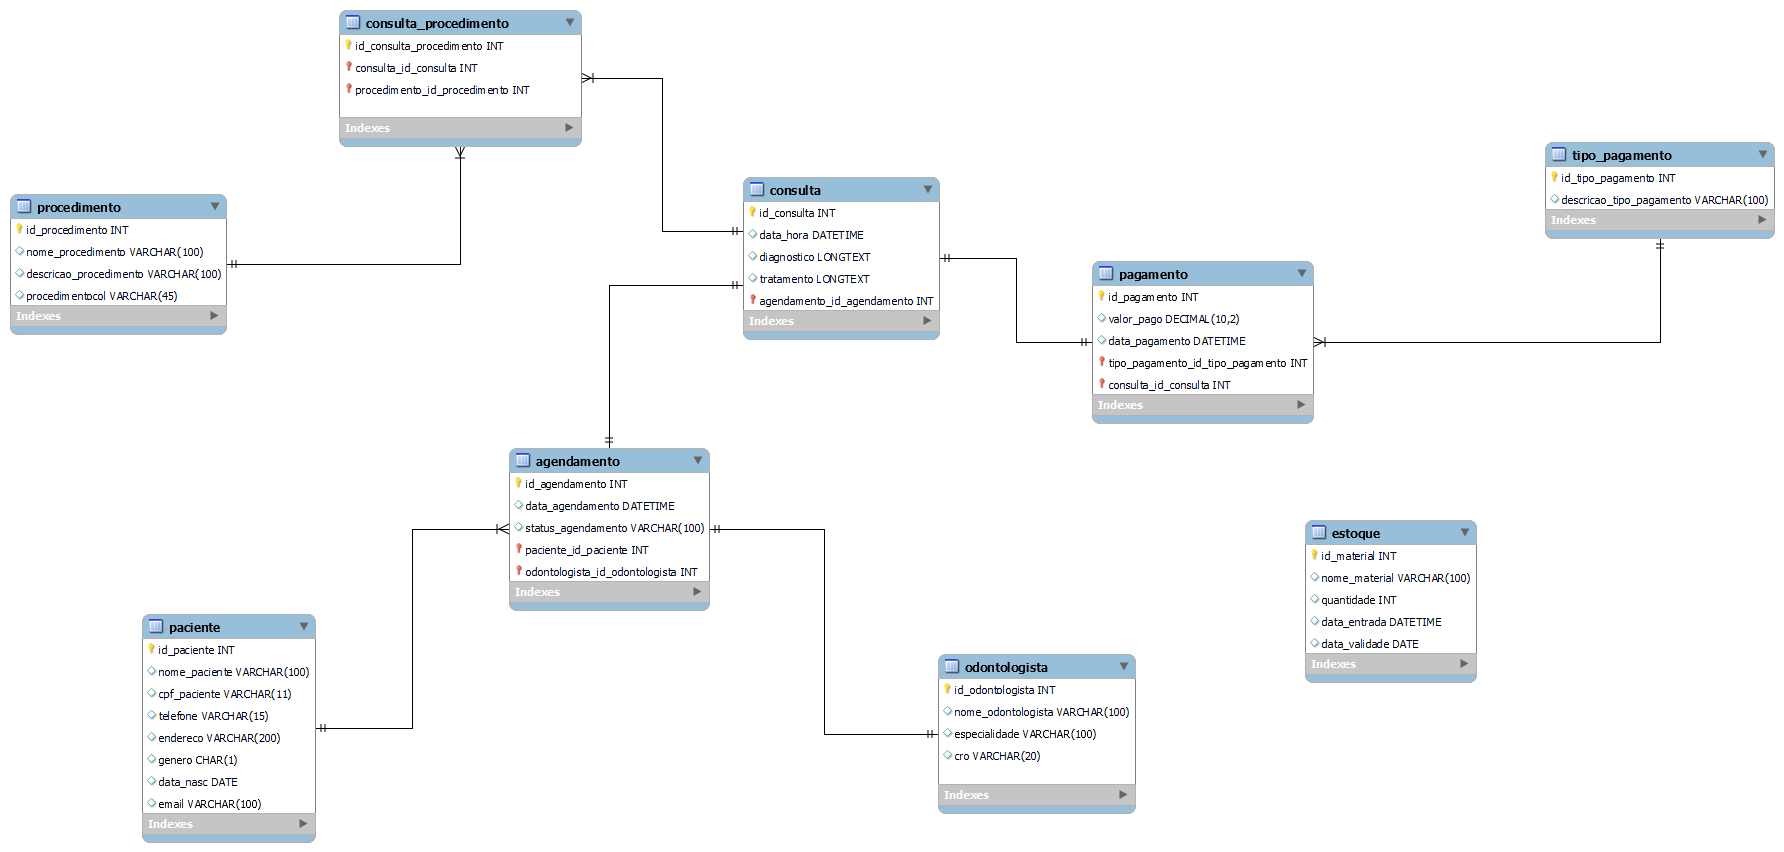 consulta_procedimento
id_consulta_procedimento INT
consulta_id_consulta INT
procedimento_id_procedimento INT
Indexes
procedimento
id_procedimento INT
nome_procedimento VARCHAR(100)
descricao_procedimento VARCHAR(100)
procedimentocol VARCHAR(45)
Indexes
consulta
id_consulta INT
data_hora DATETIME
diagnostico LONGTEXT
tratamento LONGTEXT
agendamento_id_agendamento INT
Indexes
tipo_pagamento
id_tipo_pagamento INT
descricao_tipo_pagamento VARCHAR(100)
Indexes
pagamento
id_pagamento INT
valor_pago DECIMAL(10,2)
data_pagamento DATETIME
tipo_pagamento_id_tipo_pagamento INT
consulta_id_consulta INT
Indexes
agendamento
id_agendamento INT
data_agendamento DATETIME
status_agendamento VARCHAR(100)
paciente_id_paciente INT
odontologista_id_odontologista INT
Indexes
estoque
id_material INT
nome_material VARCHAR(100)
quantidade INT
data_entrada DATETIME
data_validade DATE
Indexes
paciente
id_paciente INT
nome_paciente VARCHAR(100)
cpf_paciente VARCHAR(11)
telefone VARCHAR(15)
endereco VARCHAR(200)
genero CHAR(1)
data_nasc DATE
email VARCHAR(100)
Indexes
odontologista
id_odontologista INT
nome_odontologista VARCHAR(100)
especialidade VARCHAR(100)
cro VARCHAR(20)
Indexes